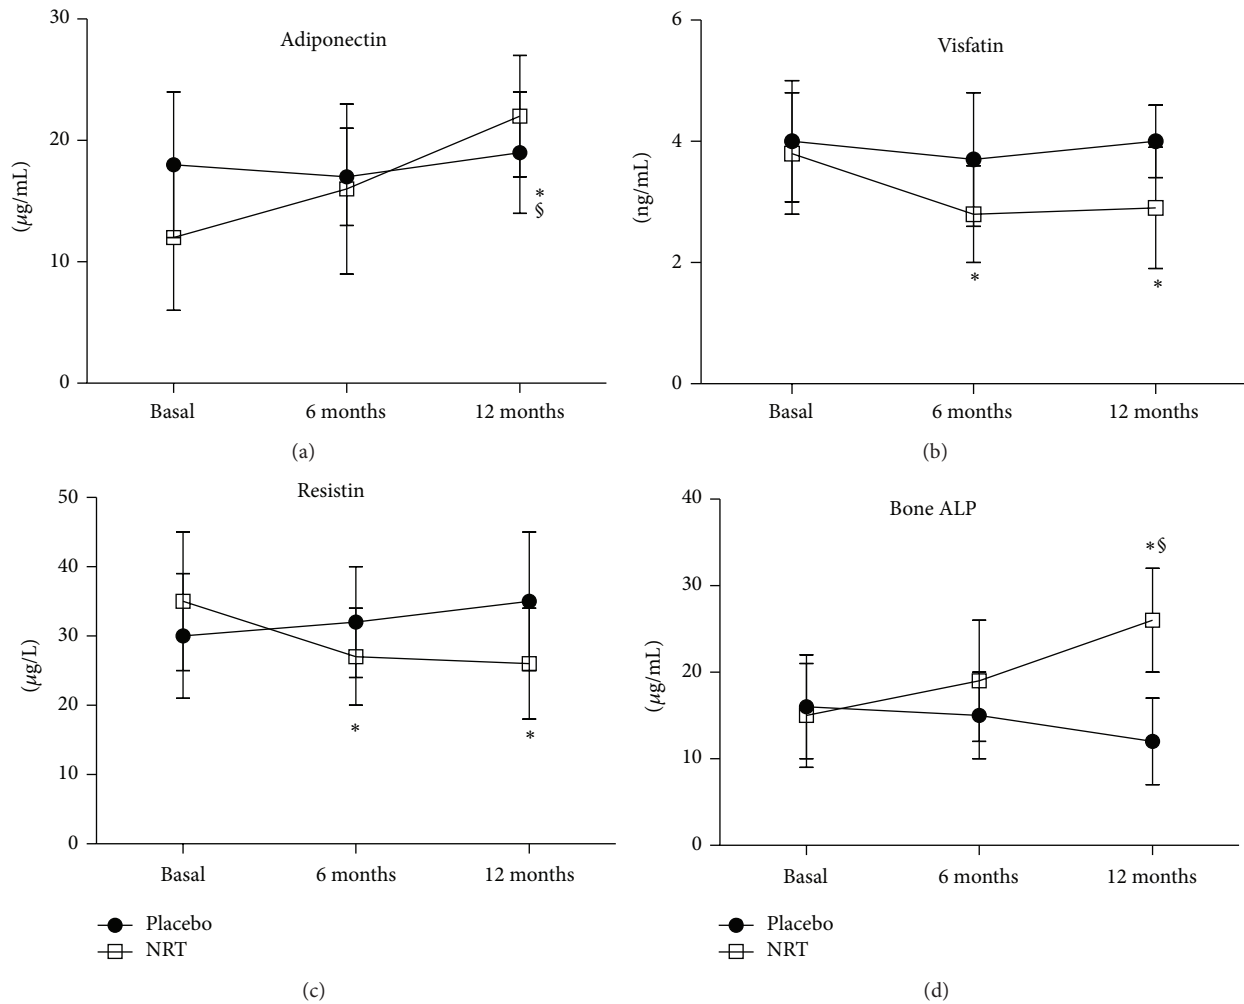 Adiponectin
30
20
10
0
(μg/mL)
*
§
Basal
6 months
12 months
(a)
Visfatin
6
4
2
0
(ng/mL)
*
*
Basal
6 months
12 months
(b)
Resistin
50
40
30
20
10
0
(μg/L)
*
*
Basal
6 months
12 months
Placebo
NRT
(c)
Bone ALP
40
30
20
10
0
(μg/mL)
*§
Basal
6 months
12 months
Placebo
NRT
(d)